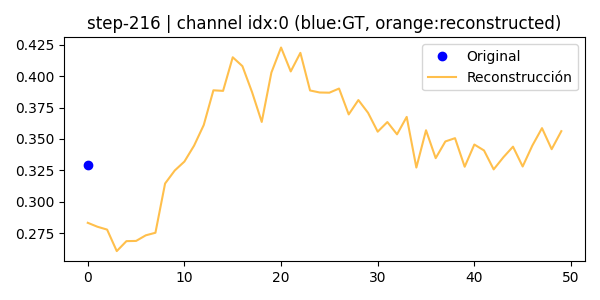 step-216 | channel idx:0 (blue:GT, orange:reconstructed)
0.425
0.400
0.375
0.350
0.325
0.300
0.275
0 10 20 30 40 50
Original
Reconstrucción